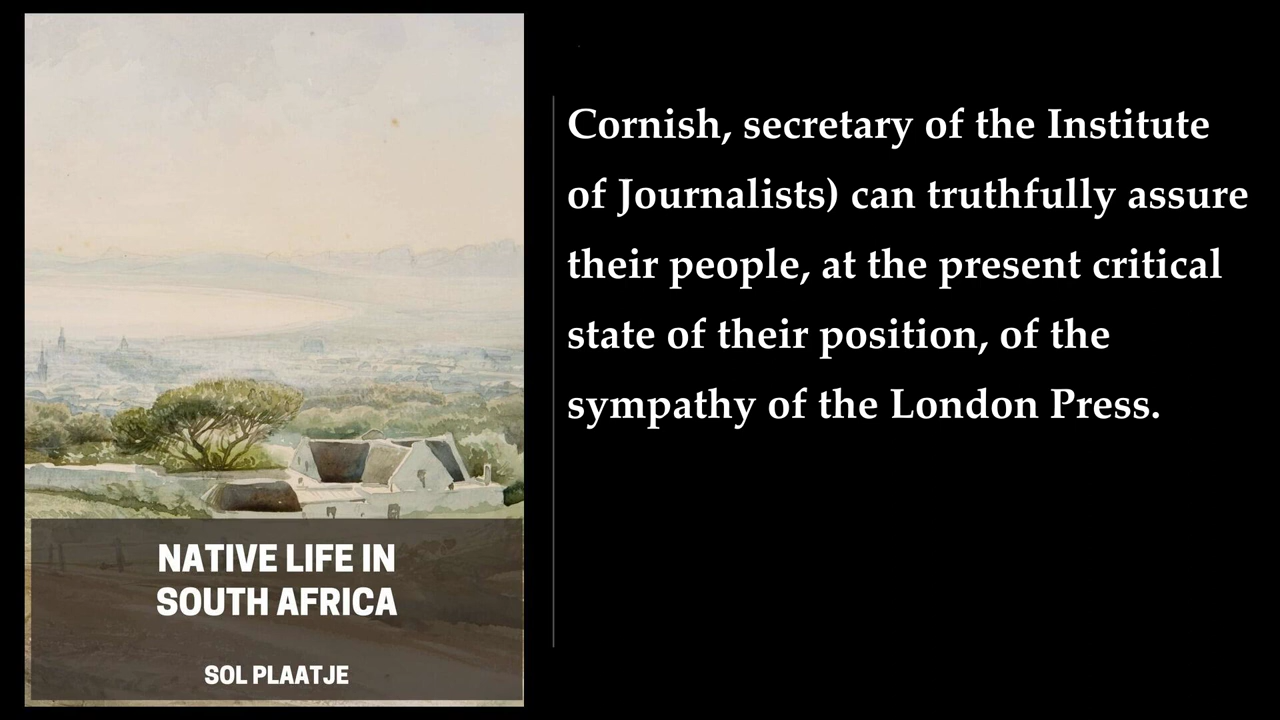 NATIVE LIFE IN
SOUTH AFRICA
SOL PLAATJE
Cornish, secretary of the Institute
of Journalists) can truthfully assure
their people, at the present critical
state of their position, of the
sympathy of the London Press.